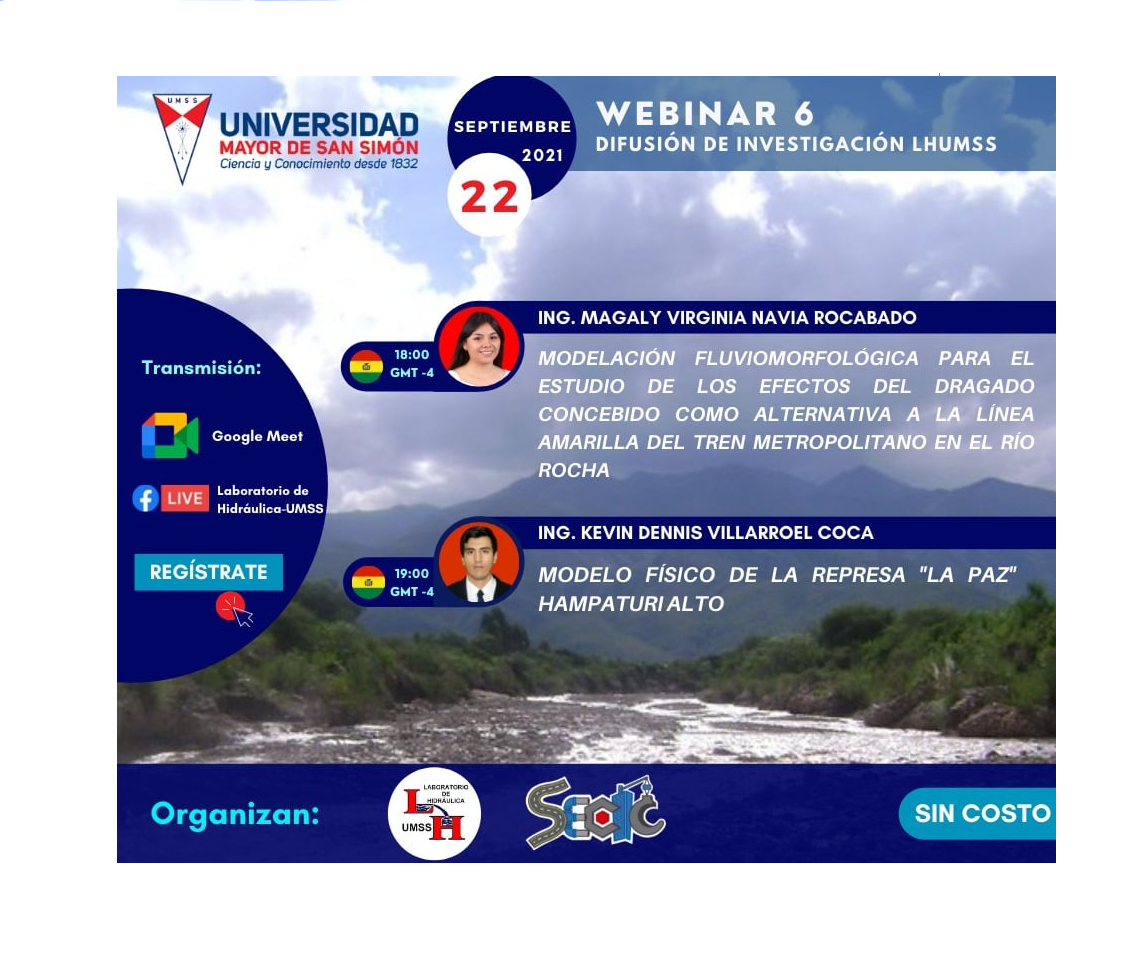 UMSS
UNIVERSIDAD
MAYOR DE SAN SIMÓN
Ciencia y Conocimiento desde 1832
SEPTIEMBRE
2021
22
WEBINAR 6
DIFUSIÓN DE INVESTIGACIÓN LHUMSS
Transmisión:
Google Meet
LIVE
Laboratorio de
Hidráulica-UMSS
REGÍSTRATE
18:00
GMT -4
ING. MAGALY VIRGINIA NAVIA ROCABADO
MODELACIÓN FLUVIOMORFOLÓGICA PARA EL
ESTUDIO DE LOS EFECTOS DEL DRAGADO
CONCEBIDO COMO ALTERNATIVA A LA LÍNEA
AMARILLA DEL TREN METROPOLITANO EN EL RÍO
ROCHA
19:00
GMT -4
ING. KEVIN DENNIS VILLARROEL COCA
MODELO FÍSICO DE LA REPRESA "LA PAZ"
HAMPATURI ALTO
Organizan:
LABORATORIO
DE
HIDRÁULICA
LH
UMSS
SECIC
SIN COSTO